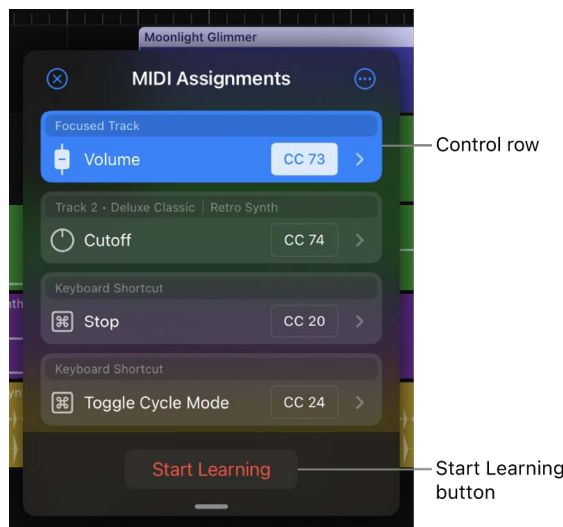 Moonlight Glimmer
MIDI Assignments
Focused Track
Volume
CC 73
Control row
Track 2 • Deluxe Classic | Retro Synth
Cutoff
CC 74
Keyboard Shortcut
Stop
CC 20
Keyboard Shortcut
Toggle Cycle Mode
CC 24
Start Learning
Start Learning
button